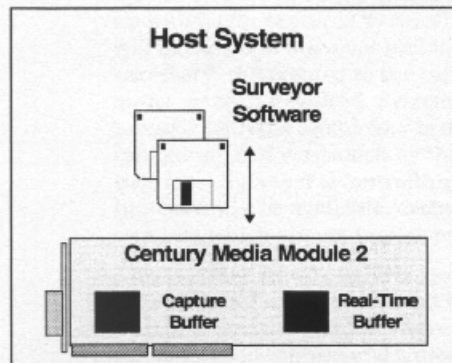 Host System
Surveyor
Software
Century Media Module 2
Capture
Buffer
Real-Time
Buffer